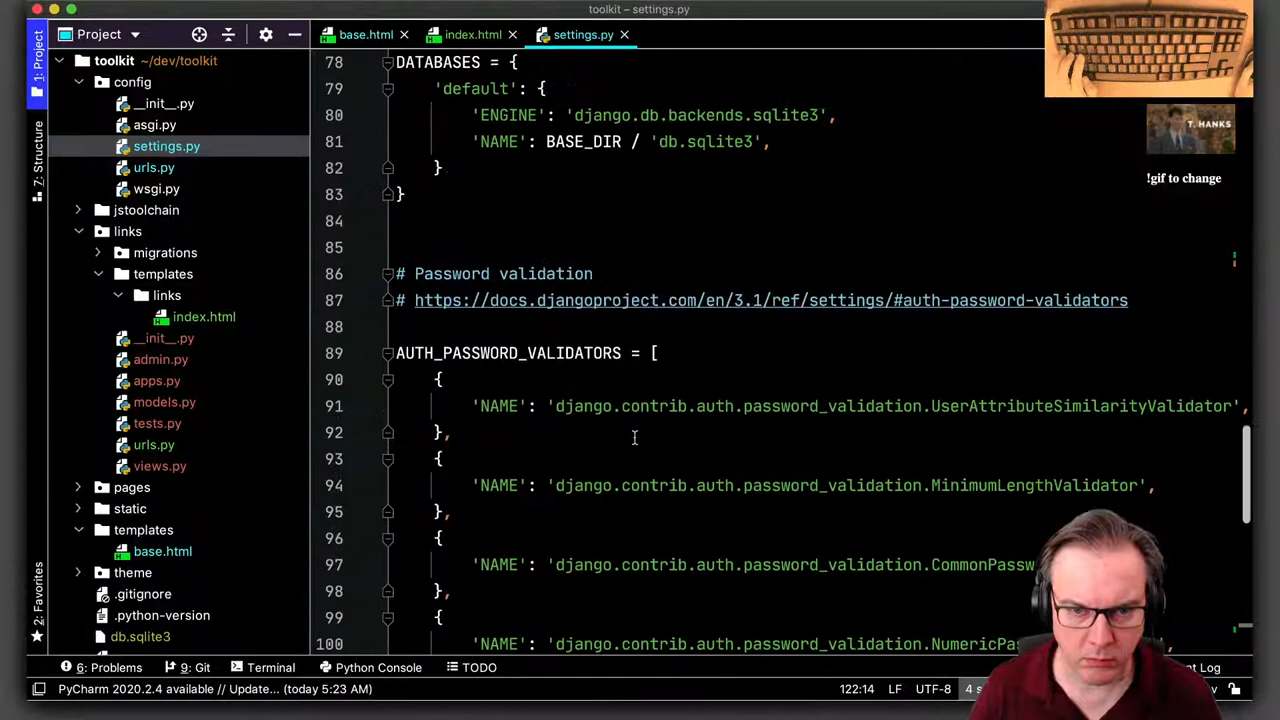 toolkit – settings.py
Project
base.html
index.html
settings.py
1: Project
7: Structure
2: Favorites
toolkit ~/dev/toolkit
config
__init__.py
asgi.py
settings.py
urls.py
wsgi.py
jstoolchain
links
migrations
templates
links
index.html
__init__.py
admin.py
apps.py
models.py
tests.py
urls.py
views.py
pages
static
templates
base.html
theme
.gitignore
.python-version
db.sqlite3
78 DATABASES = {
79 'default': {
80 'ENGINE': 'django.db.backends.sqlite3',
81 'NAME': BASE_DIR / 'db.sqlite3',
82 }
83 }
84
85
86 # Password validation
87 # https://docs.djangoproject.com/en/3.1/ref/settings/#auth-password-validators
88
89 AUTH_PASSWORD_VALIDATORS = [
90 {
91 'NAME': 'django.contrib.auth.password_validation.UserAttributeSimilarityValidator',
92 },
93 {
94 'NAME': 'django.contrib.auth.password_validation.MinimumLengthValidator',
95 },
96 {
97 'NAME': 'django.contrib.auth.password_validation.CommonPassw
98 },
99 {
100 'NAME': 'django.contrib.auth.password_validation.NumericPas
T. HANKS
!gif to change
6: Problems
9: Git
Terminal
Python Console
TODO
t Log
PyCharm 2020.2.4 available // Update... (today 5:23 AM)
122:14
LF
UTF-8
4 s